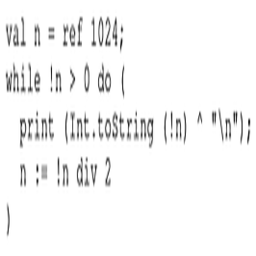 val n = ref 1024;
while !n > 0 do (
  print (Int.toString (!n) ^ "\n");
  n := !n div 2
)